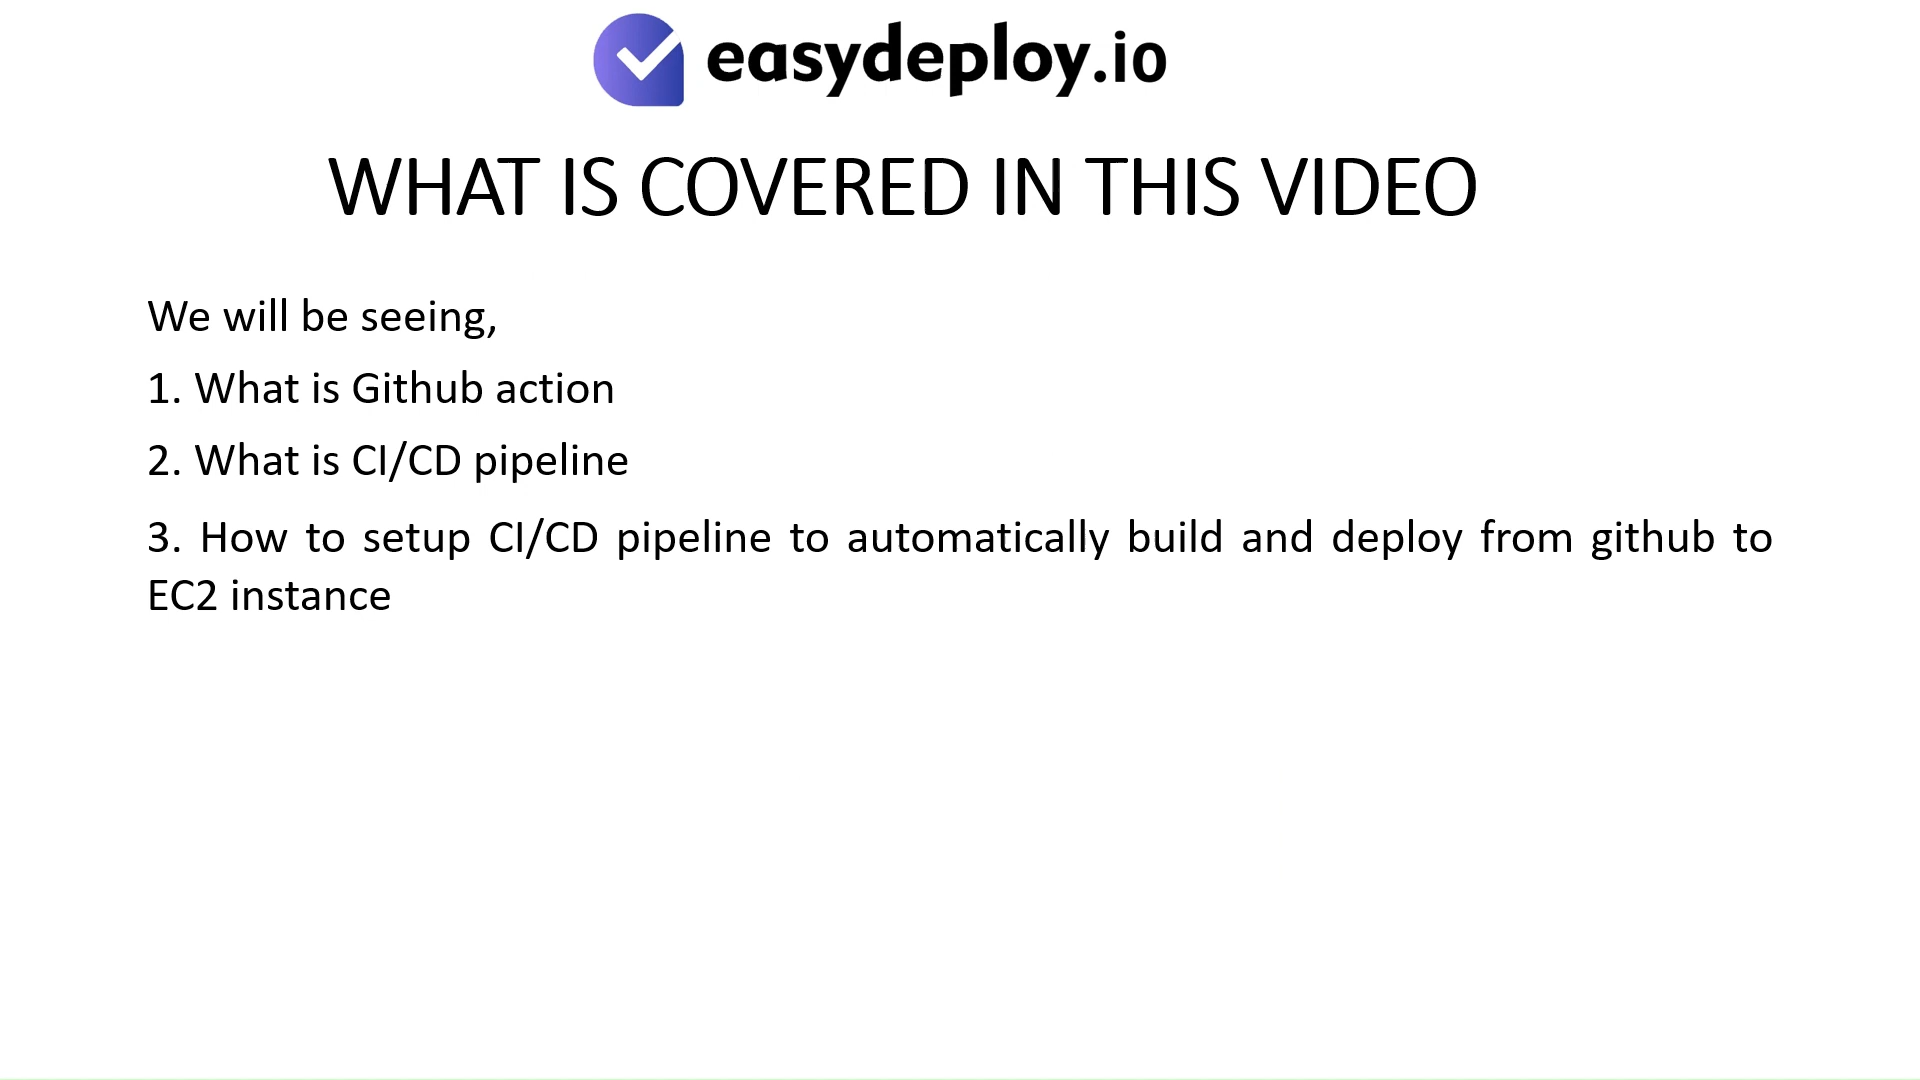 easydeploy.io
WHAT IS COVERED IN THIS VIDEO
We will be seeing,
1. What is Github action
2. What is CI/CD pipeline
3. How to setup CI/CD pipeline to automatically build and deploy from github to
EC2 instance